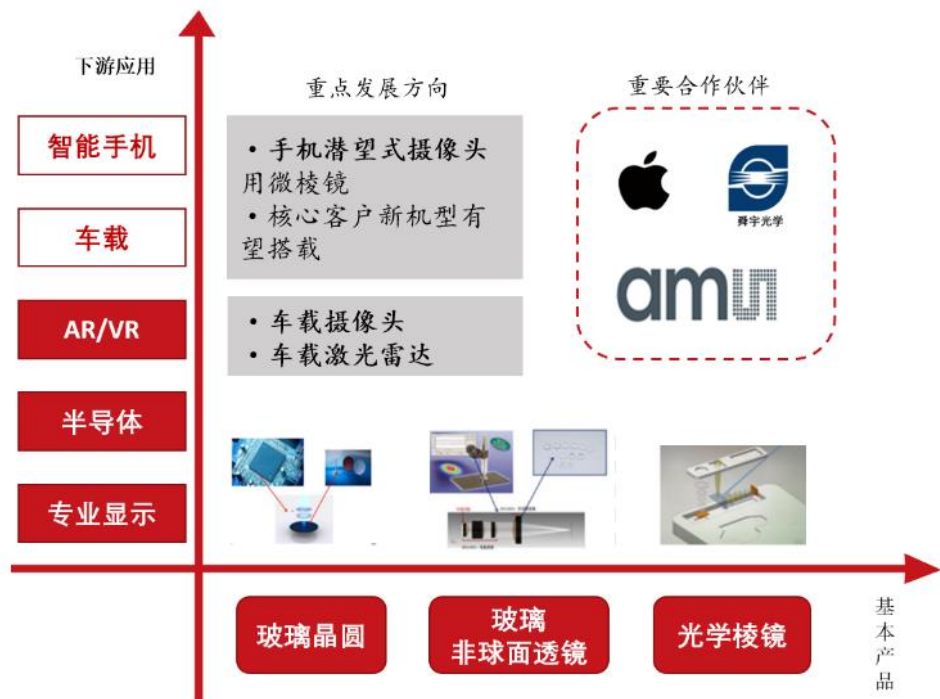 下游应用
重点发展方向
重要合作伙伴
智能手机
车载
AR/VR
半导体
专业显示
• 手机潜望式摄像头
用微棱镜
• 核心客户新机型有
望搭载
• 车载摄像头
• 车载激光雷达
舜宇光学
amu
玻璃晶圆
玻璃
非球面透镜
光学棱镜
基
本
产
品